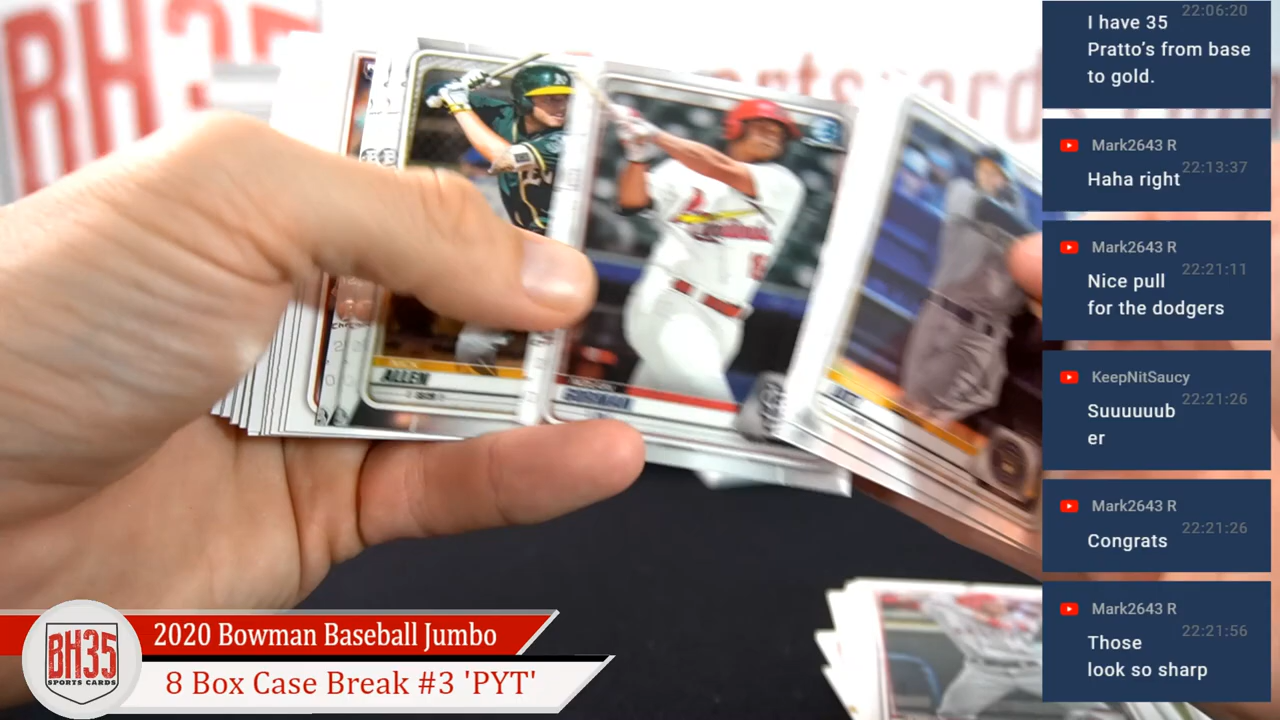 22:06:20
I have 35
Pratto's from base
to gold.
Mark2643 R
22:13:37
Haha right
Mark2643 R
22:21:11
Nice pull
for the dodgers
KeepNitSaucy
22:21:26
Suuuuuub
er
Mark2643 R
22:21:26
Congrats
Mark2643 R
22:21:56
Those
look so sharp
BH35
ALLEN
GORMAN
Cardinals
BH35
SPORTS CARDS
2020 Bowman Baseball Jumbo
8 Box Case Break #3 'PYT'